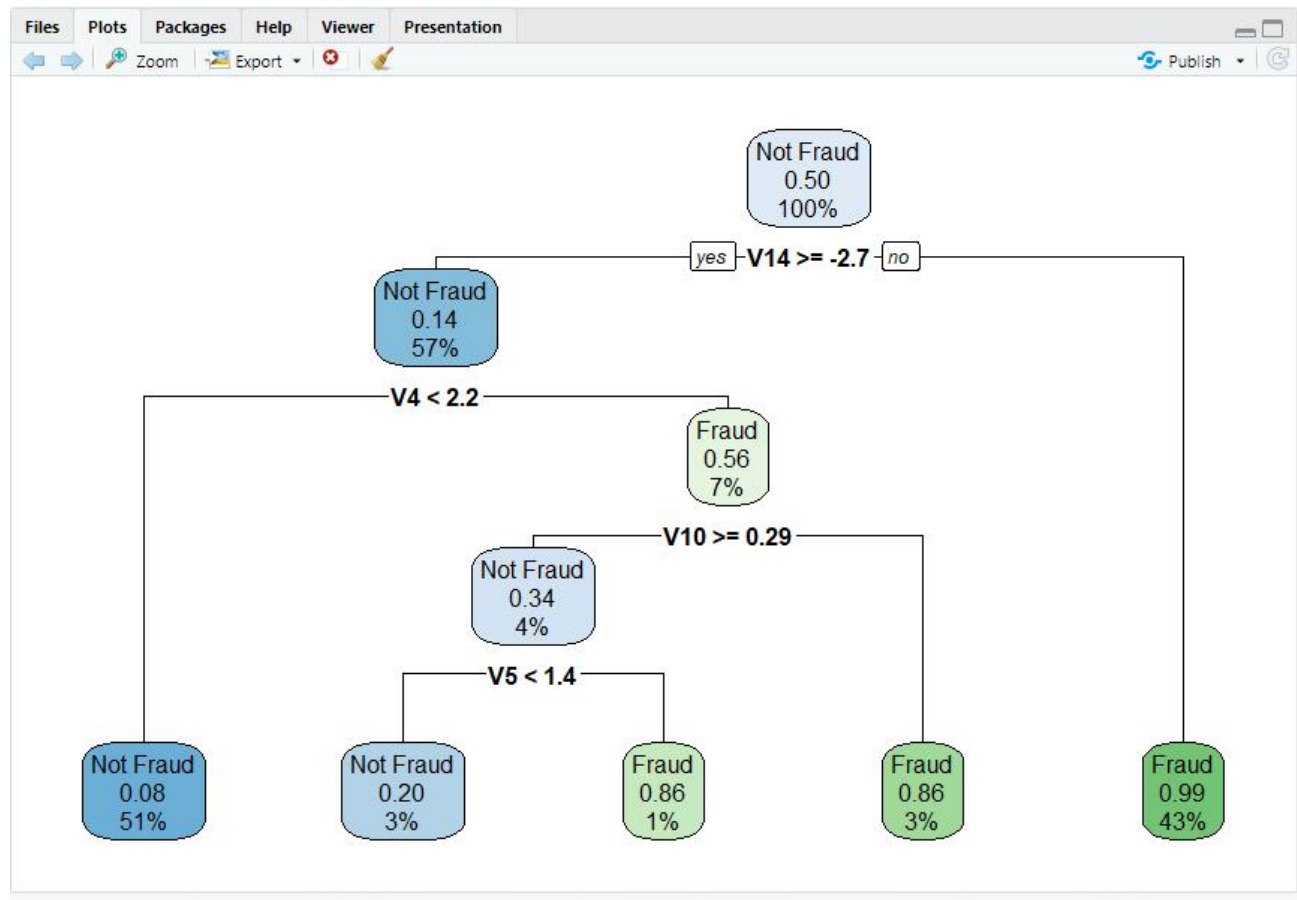 Files Plots Packages Help Viewer Presentation
Zoom Export Publish
Not Fraud
0.50
100%
yes V14 >= -2.7 no
Not Fraud
0.14
57%
V4 < 2.2
Fraud
0.56
7%
V10 >= 0.29
Not Fraud
0.34
4%
V5 < 1.4
Not Fraud
0.08
51%
Not Fraud
0.20
3%
Fraud
0.86
1%
Fraud
0.86
3%
Fraud
0.99
43%